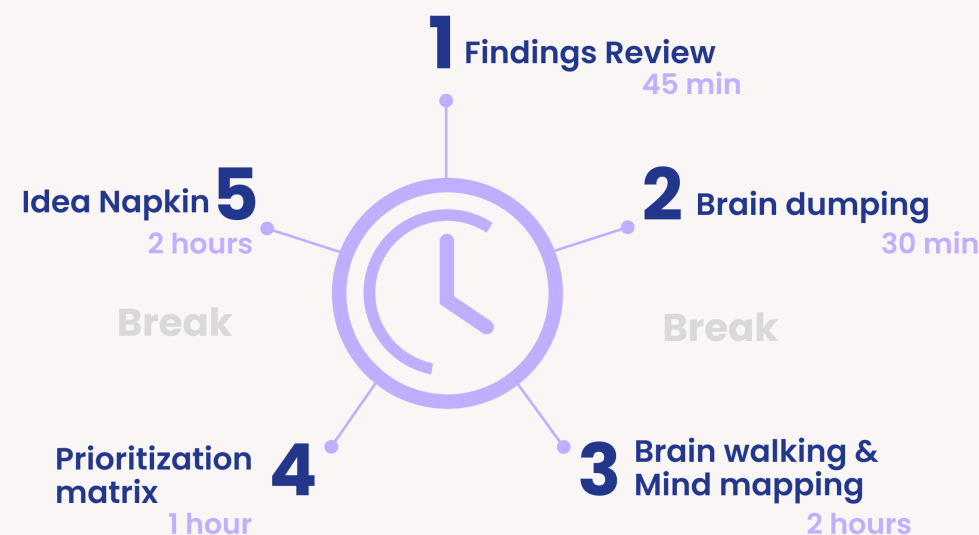 1 Findings Review
45 min
2 Brain dumping
30 min
Break
3 Brain walking &
Mind mapping
2 hours
4 Prioritization
matrix
1 hour
Break
5 Idea Napkin
2 hours